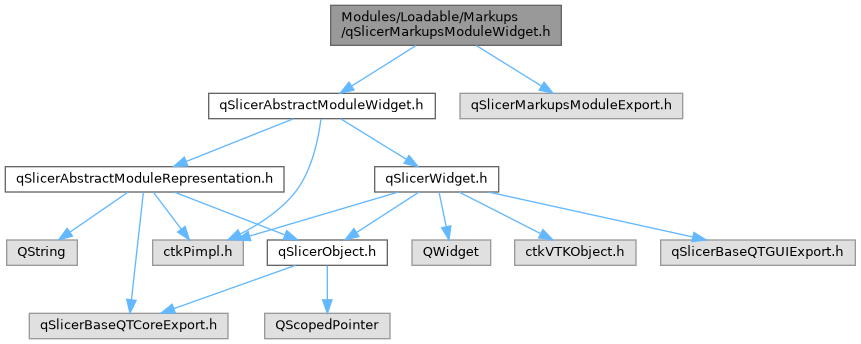 Modules/Loadable/Markups
/qSlicerMarkupsModuleWidget.h
qSlicerAbstractModuleWidget.h
qSlicerMarkupsModuleExport.h
qSlicerAbstractModuleRepresentation.h
qSlicerWidget.h
QString
ctkPimpl.h
qSlicerObject.h
QWidget
ctkVTKObject.h
qSlicerBaseQTGUIExport.h
qSlicerBaseQTCoreExport.h
QScopedPointer